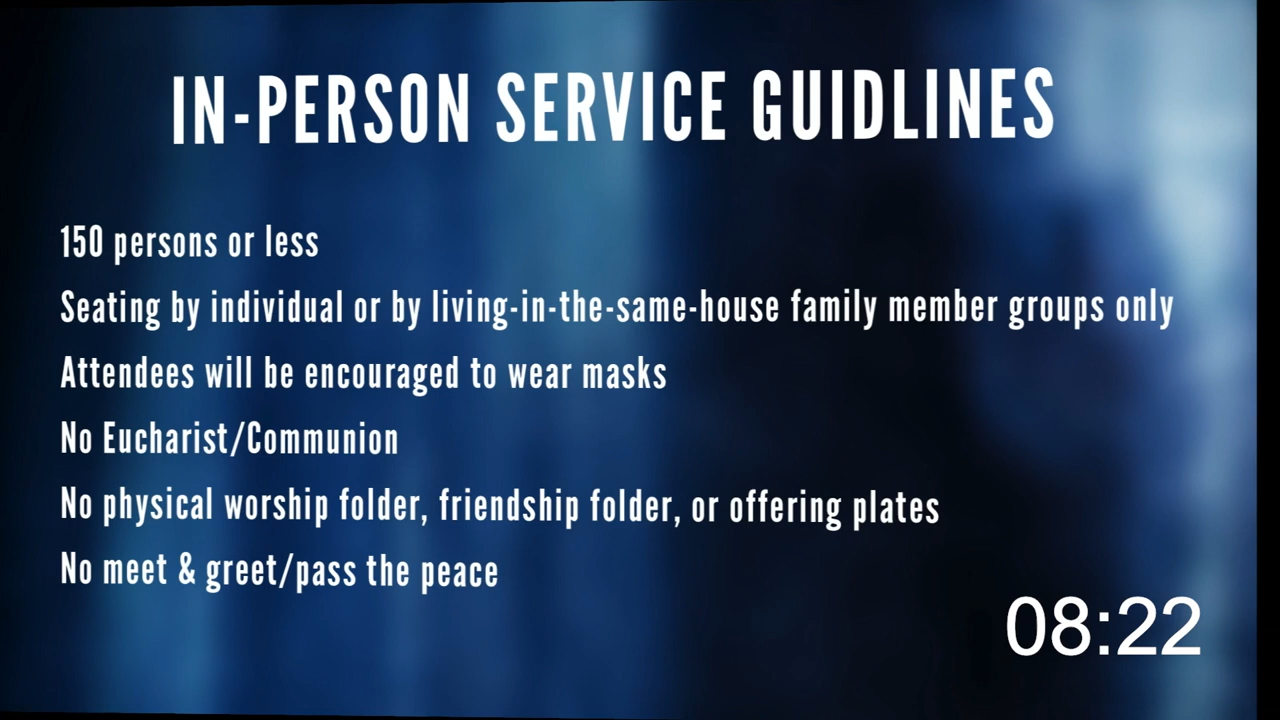 IN-PERSON SERVICE GUIDLINES
150 persons or less
Seating by individual or by living-in-the-same-house family member groups only
Attendees will be encouraged to wear masks
No Eucharist/Communion
No physical worship folder, friendship folder, or offering plates
No meet & greet/pass the peace
08:22